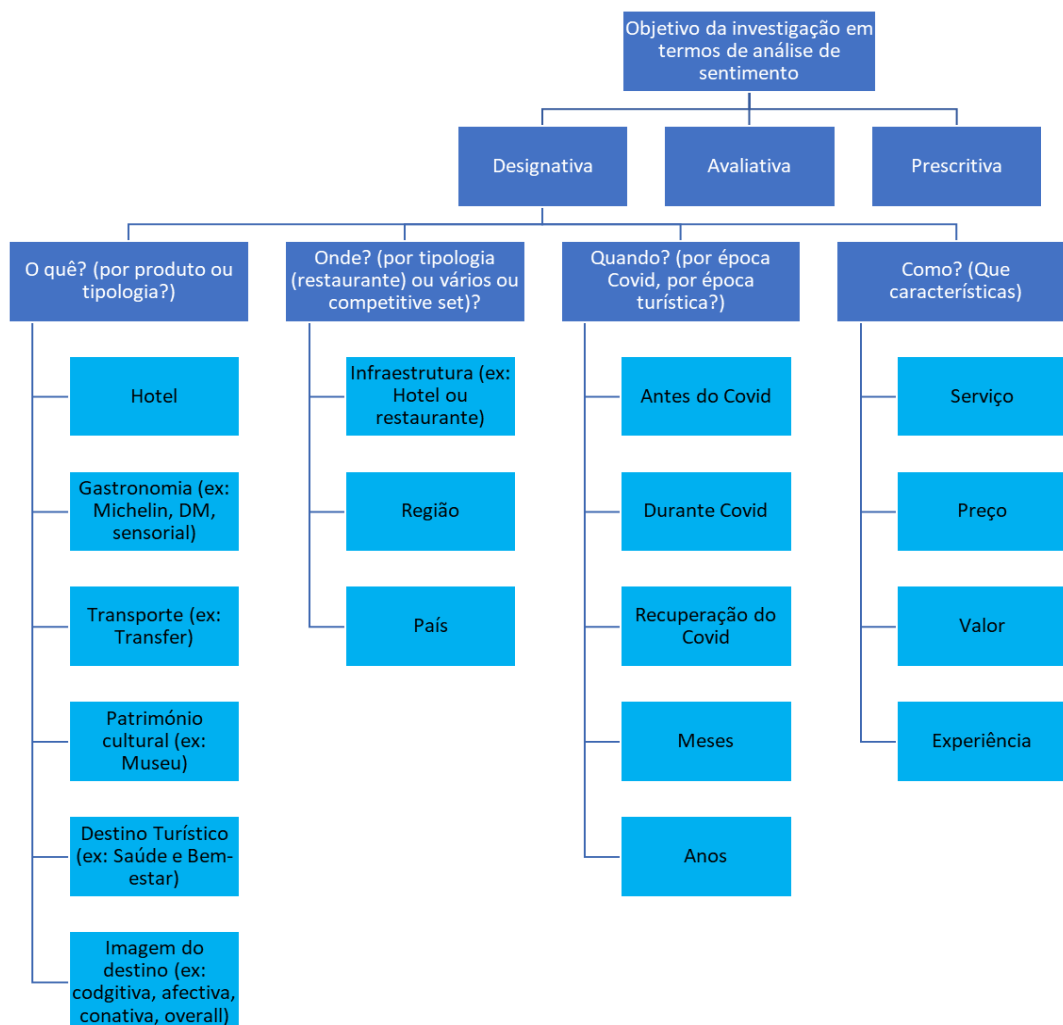 Objetivo da investigação em
termos de análise de
sentimento
Designativa
Avaliativa
Prescritiva
O quê? (por produto ou
tipologia?)
Onde? (por tipologia
(restaurante) ou vários ou
competitive set)?
Quando? (por época
Covid, por época
turística?)
Como? (Que
características)
Hotel
Gastronomia (ex:
Michelin, DM,
sensorial)
Transporte (ex:
Transfer)
Património
cultural (ex:
Museu)
Destino Turístico
(ex: Saúde e Bem-
estar)
Imagem do
destino (ex:
codgitiva, afectiva,
conativa, overall)
Infraestrutura (ex:
Hotel ou
restaurante)
Região
País
Antes do Covid
Durante Covid
Recuperação do
Covid
Meses
Anos
Serviço
Preço
Valor
Experiência